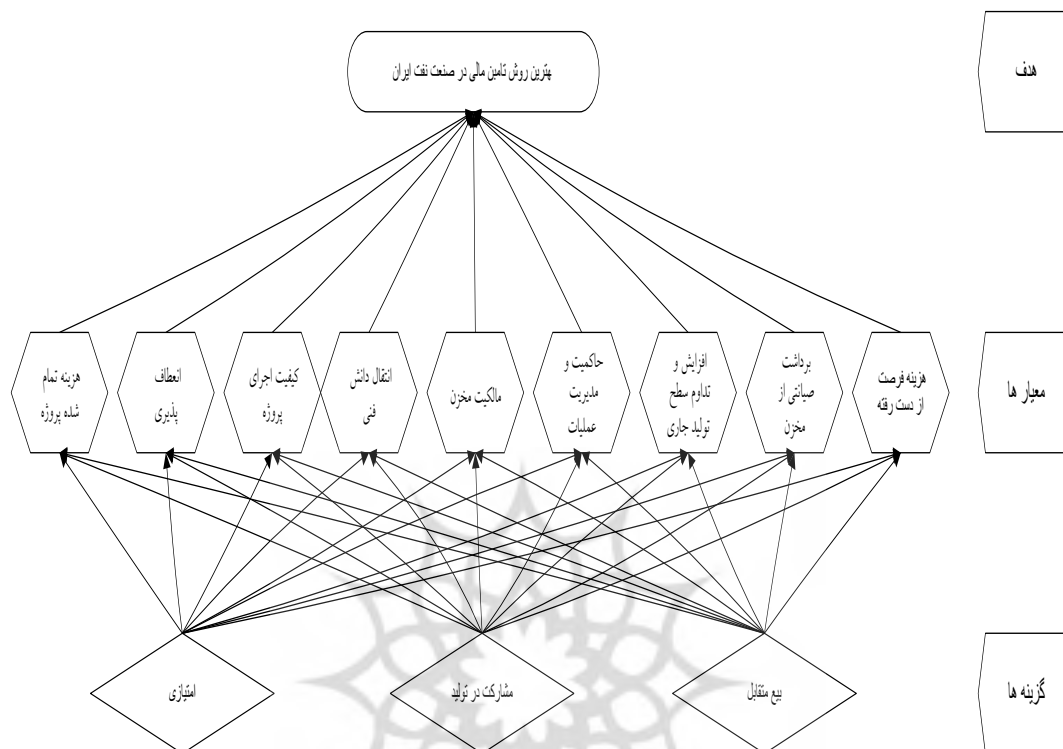 هدف
بهترین روش تامین مالی در صنعت نفت ایران
معیار ها
هزینه فرصت
از دست رفته
برداشت
صیانتی از
مخزن
افزایش و
تداوم سطح
تولید جاری
حاکمیت و
مدیریت
عملیات
مالکیت مخزن
انتقال دانش
فنی
کیفیت اجرای
پروژه
انعطاف
پذیری
هزینه تمام
شده پروژه
گزینه ها
بیع متقابل
مشارکت در تولید
امتیازی